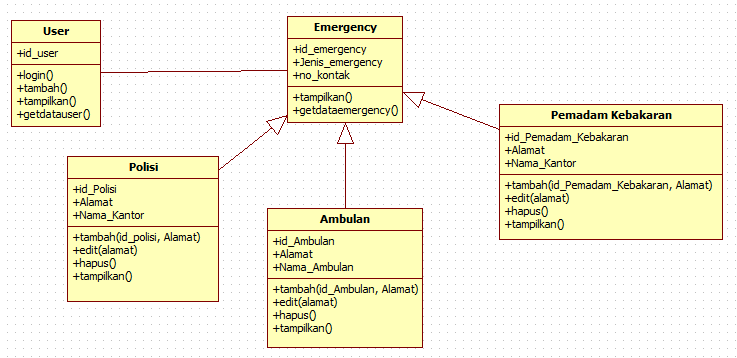 User
+id_user
+login()
+tambah()
+tampilkan()
+getdatauser()
Emergency
+id_emergency
+Jenis_emergency
+no_kontak
+tampilkan()
+getdataemergency()
Pemadam Kebakaran
+id_Pemadam_Kebakaran
+Alamat
+Nama_Kantor
+tambah(id_Pemadam_Kebakaran, Alamat)
+edit(alamat)
+hapus()
+tampilkan()
Polisi
+id_Polisi
+Alamat
+Nama_Kantor
+tambah(id_polisi, Alamat)
+edit(alamat)
+hapus()
+tampilkan()
Ambulan
+id_Ambulan
+Alamat
+Nama_Ambulan
+tambah(id_Ambulan, Alamat)
+edit(alamat)
+hapus()
+tampilkan()